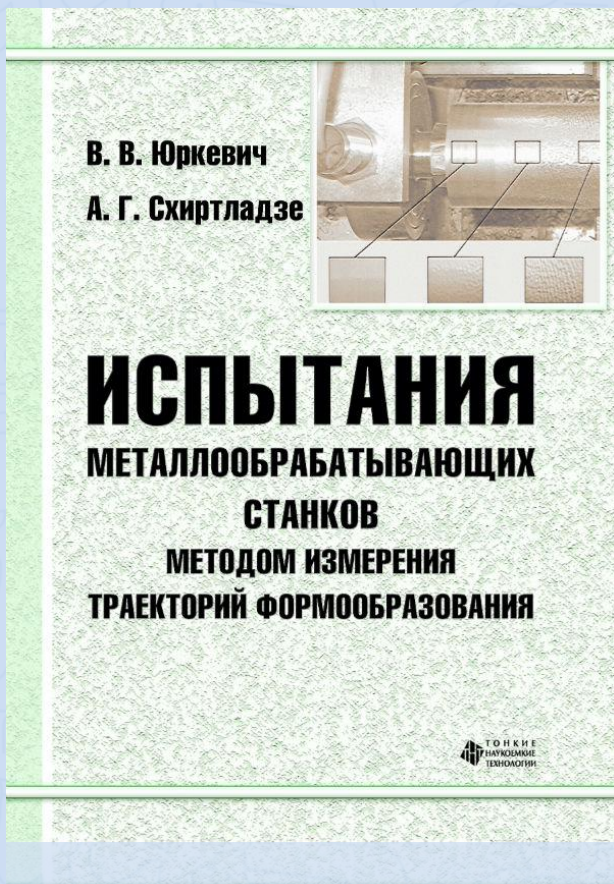 В. В. Юркевич
А. Г. Схиртладзе
ИСПЫТАНИЯ
МЕТАЛЛООБРАБАТЫВАЮЩИХ
СТАНКОВ
МЕТОДОМ ИЗМЕРЕНИЯ
ТРАЕКТОРИЙ ФОРМООБРАЗОВАНИЯ
ТОНКИЕ
НАУКОЕМКИЕ
ТЕХНОЛОГИИ